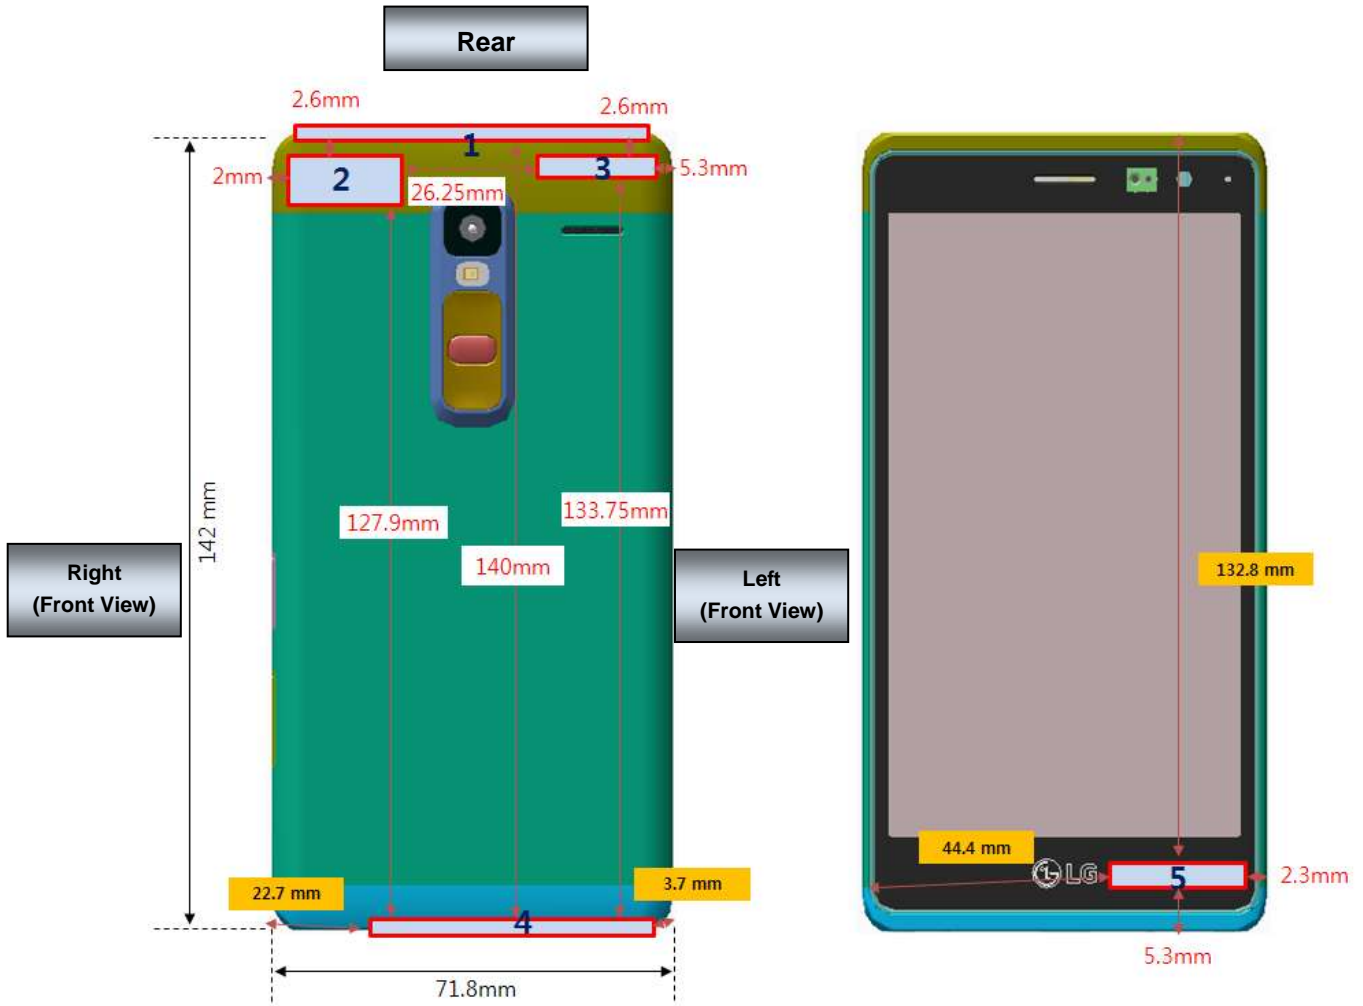 Rear
2.6mm
2.6mm
1
2
3
2mm
5.3mm
26.25mm
142 mm
127.9mm
133.75mm
140mm
Right
(Front View)
Left
(Front View)
132.8 mm
44.4 mm
LG
5
2.3mm
22.7 mm
3.7 mm
4
5.3mm
71.8mm